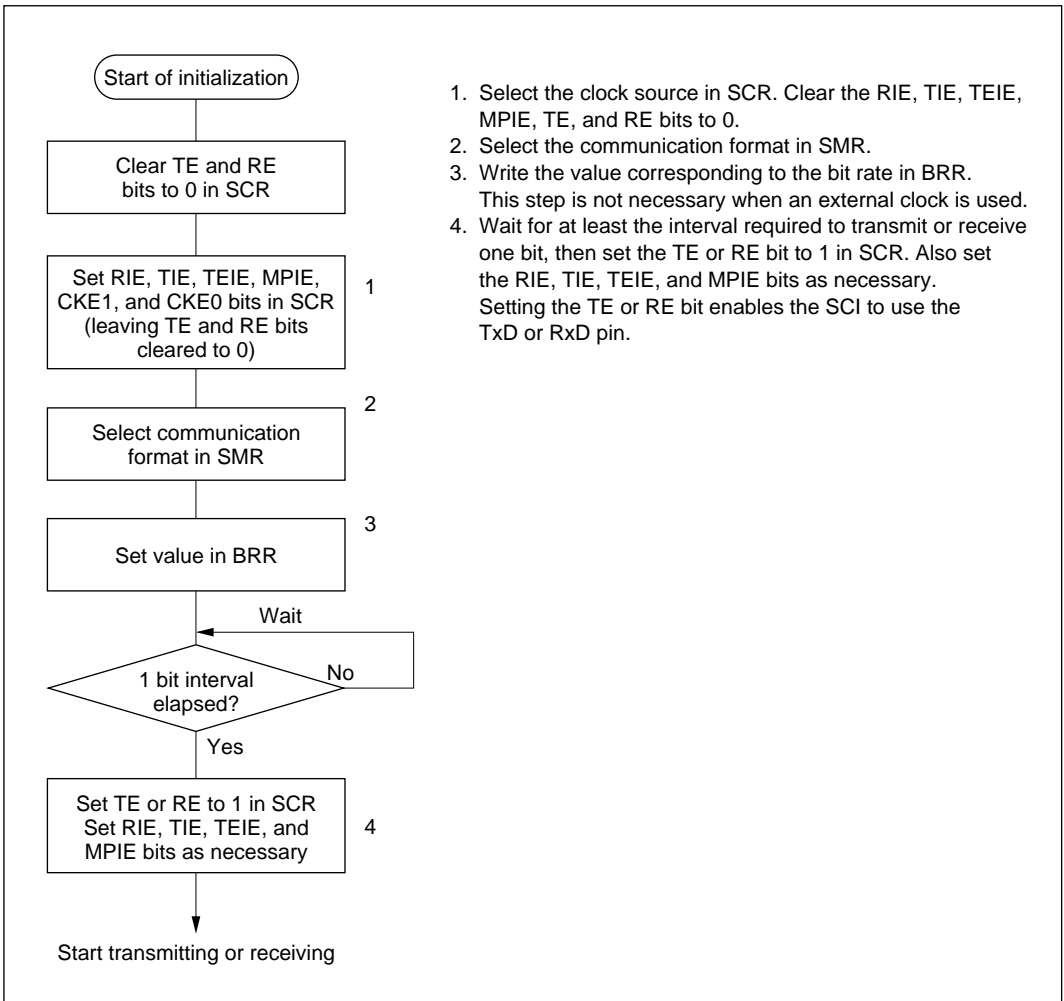 Start of initialization
Clear TE and RE
bits to 0 in SCR
Set RIE, TIE, TEIE, MPIE,
CKE1, and CKE0 bits in SCR
(leaving TE and RE bits
cleared to 0)
1
Select communication
format in SMR
2
Set value in BRR
3
Wait
1 bit interval
elapsed?
No
Yes
Set TE or RE to 1 in SCR
Set RIE, TIE, TEIE, and
MPIE bits as necessary
4
Start transmitting or receiving
1. Select the clock source in SCR. Clear the RIE, TIE, TEIE,
MPIE, TE, and RE bits to 0.
2. Select the communication format in SMR.
3. Write the value corresponding to the bit rate in BRR.
This step is not necessary when an external clock is used.
4. Wait for at least the interval required to transmit or receive
one bit, then set the TE or RE bit to 1 in SCR. Also set
the RIE, TIE, TEIE, and MPIE bits as necessary.
Setting the TE or RE bit enables the SCI to use the
TxD or RxD pin.